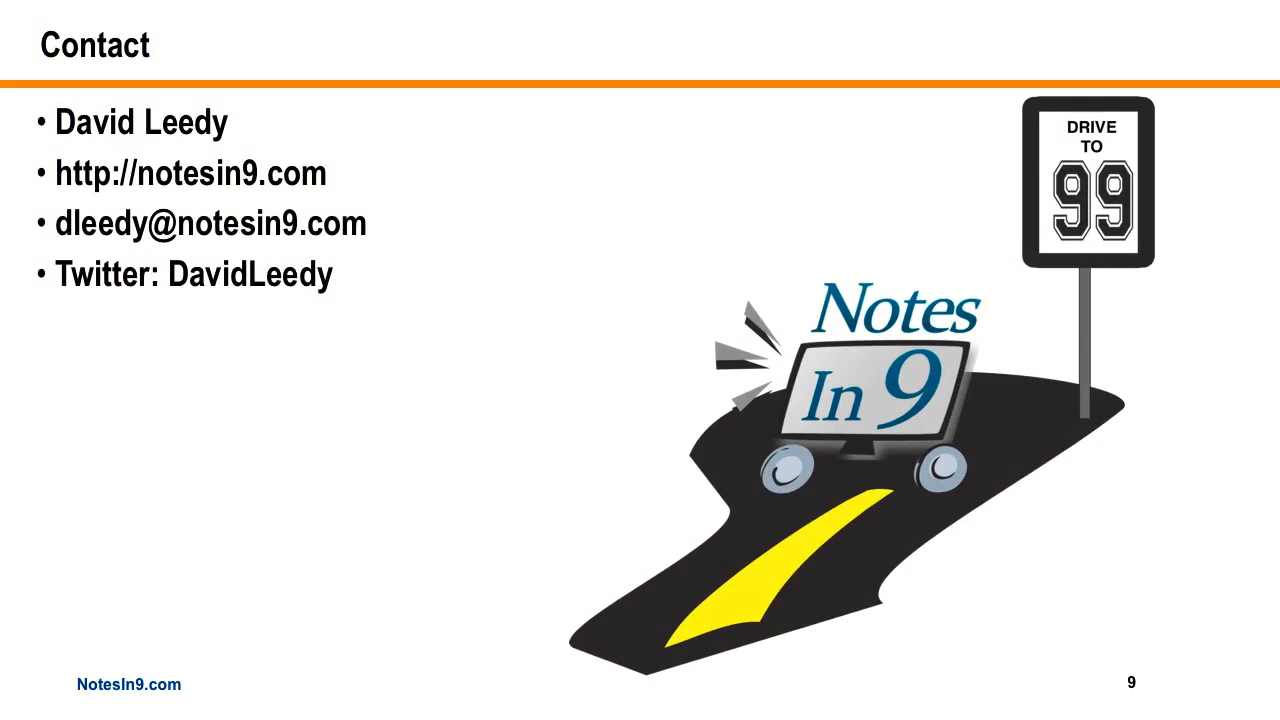 Contact
• David Leedy
• http://notesin9.com
• dleedy@notesin9.com
• Twitter: DavidLeedy
DRIVE
TO
99
Notes
In 9
NotesIn9.com
9